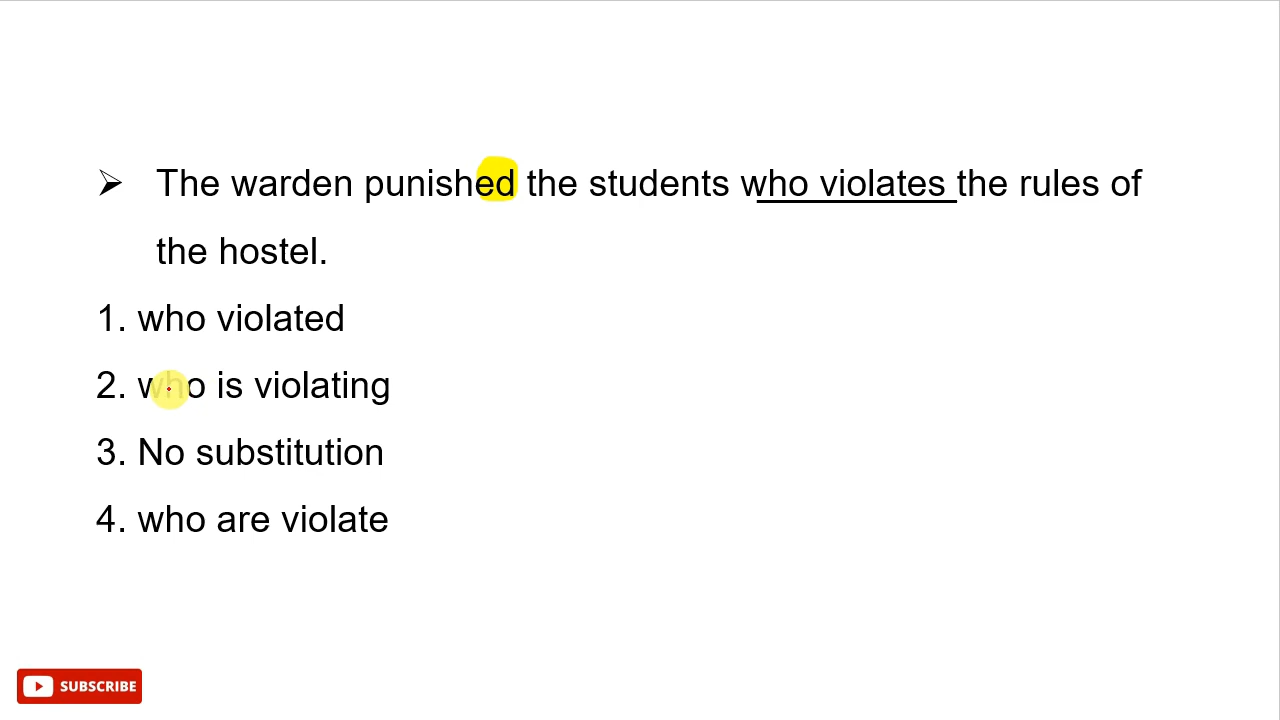 ➢ The warden punished the students who violates the rules of
the hostel.
1. who violated
2. who is violating
3. No substitution
4. who are violate
SUBSCRIBE